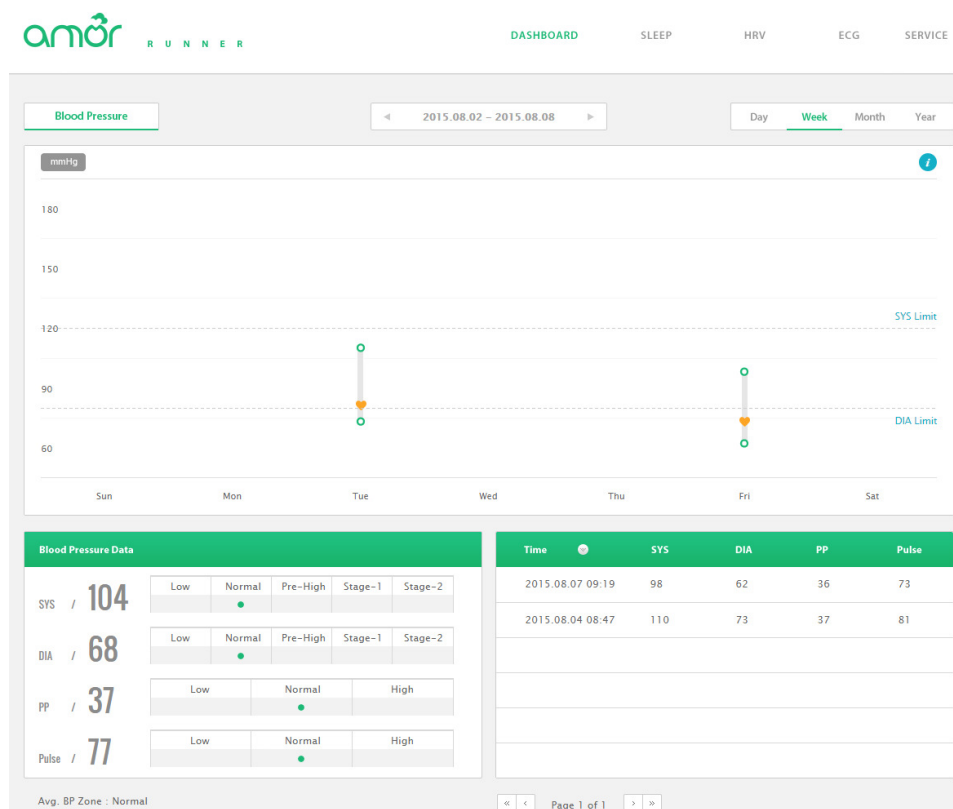 amor RUNNER
DASHBOARD SLEEP HRV ECG SERVICE
Blood Pressure
2015.08.02 – 2015.08.08
Day Week Month Year
mmHg
i
180
150
SYS Limit
120
90
DIA Limit
60
Sun Mon Tue Wed Thu Fri Sat
Blood Pressure Data
SYS / 104
Low Normal Pre-High Stage-1 Stage-2
DIA / 68
Low Normal Pre-High Stage-1 Stage-2
PP / 37
Low Normal High
Pulse / 77
Low Normal High
Avg. BP Zone : Normal
Time SYS DIA PP Pulse
2015.08.07 09:19 98 62 36 73
2015.08.04 08:47 110 73 37 81
« ‹ Page 1 of 1 › »